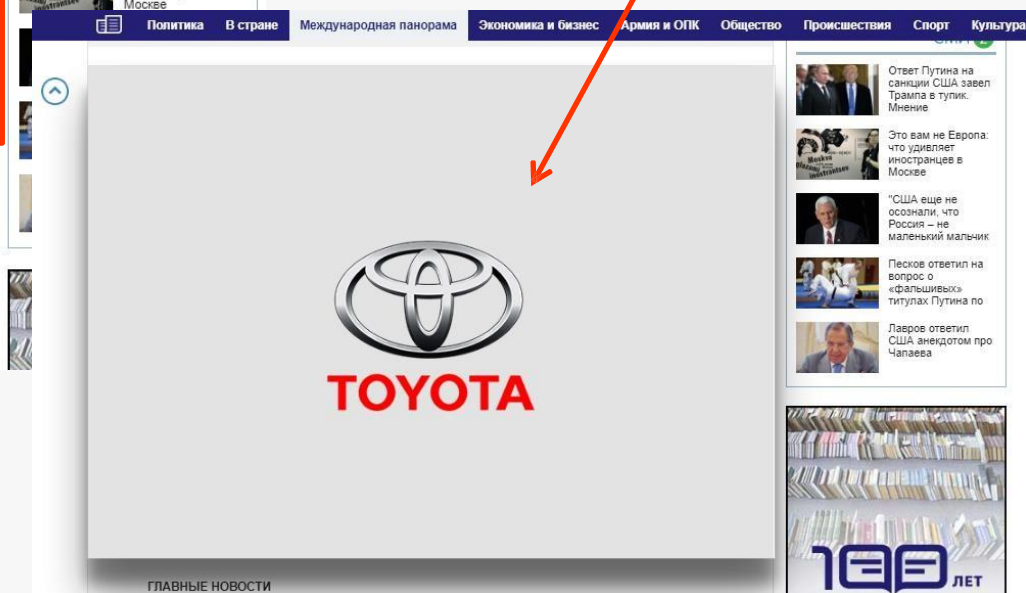 Москве
Политика В стране Международная панорама Экономика и бизнес Армия и ОПК Общество Происшествия Спорт Культура
Ответ Путина на
санкции США завел
Трампа в тупик.
Мнение
Это вам не Европа:
что удивляет
иностранцев в
Москве
"США еще не
осознали, что
Россия – не
маленький мальчик
Песков ответил на
вопрос о
«фальшивых»
титулах Путина по
Лавров ответил
США анекдотом про
Чапаева
TOYOTA
100 ЛЕТ
ГЛАВНЫЕ НОВОСТИ